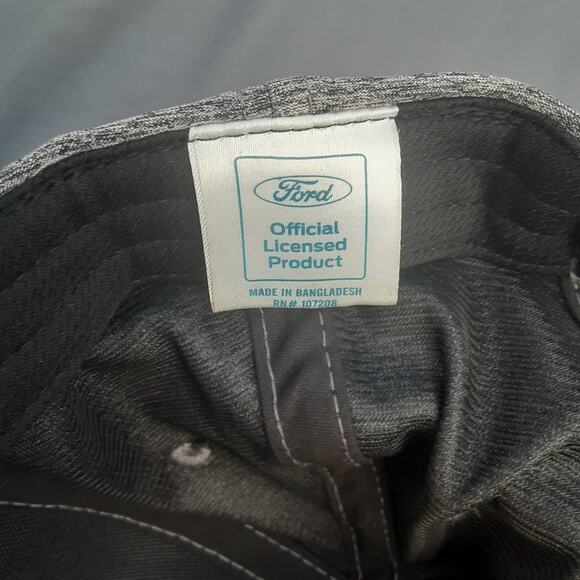 Ford
Official
Licensed
Product
MADE IN BANGLADESH
RN# 107208